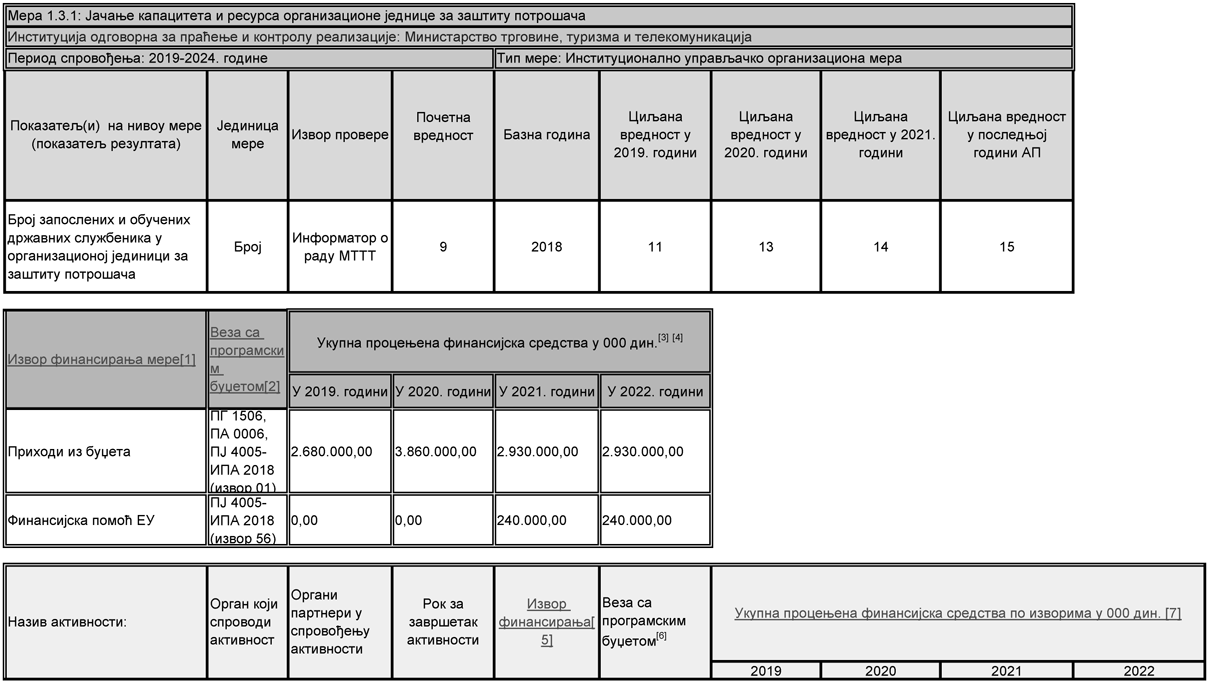 Мера 1.3.1: Јачање капацитета и ресурса организационе једнице за заштиту потрошача
Институција одговорна за праћење и контролу реализације: Министарство трговине, туризма и телекомуникација
Период спровођења: 2019-2024. године
Тип мере: Институционално управљачко организациона мера
Показатељ(и) на нивоу мере
(показатељ резултата)
Јединица
мере
Извор провере
Почетна
вредност
Базна година
Циљана
вредност у
2019. години
Циљана
вредност у
2020. години
Циљана
вредност у 2021.
години
Циљана вредност
у последњој
години АП
Број запослених и обучених
државних службеника у
организационој јединици за
заштиту потрошача
Број
Информатор о
раду МТТТ
9
2018
11
13
14
15
Извор финансирања мере[1]
Веза са
програмски
м
буџетом[2]
Укупна процењена финансијска средства у 000 дин.[3] [4]
У 2019. години
У 2020. години
У 2021. години
У 2022. години
Приходи из буџета
ПГ 1506,
ПА 0006,
ПЈ 4005-
ИПА 2018
(извор 01)
2.680.000,00
3.860.000,00
2.930.000,00
2.930.000,00
Финансијска помоћ ЕУ
ПЈ 4005-
ИПА 2018
(извор 56)
0,00
0,00
240.000,00
240.000,00
Назив активности:
Орган који
спроводи
активност
Органи
партнери у
спровођењу
активности
Рок за
завршетак
активности
Извор
финансирања[
5]
Веза са
програмским
буџетом[6]
Укупна процењена финансијска средства по изворима у 000 дин. [7]
2019
2020
2021
2022